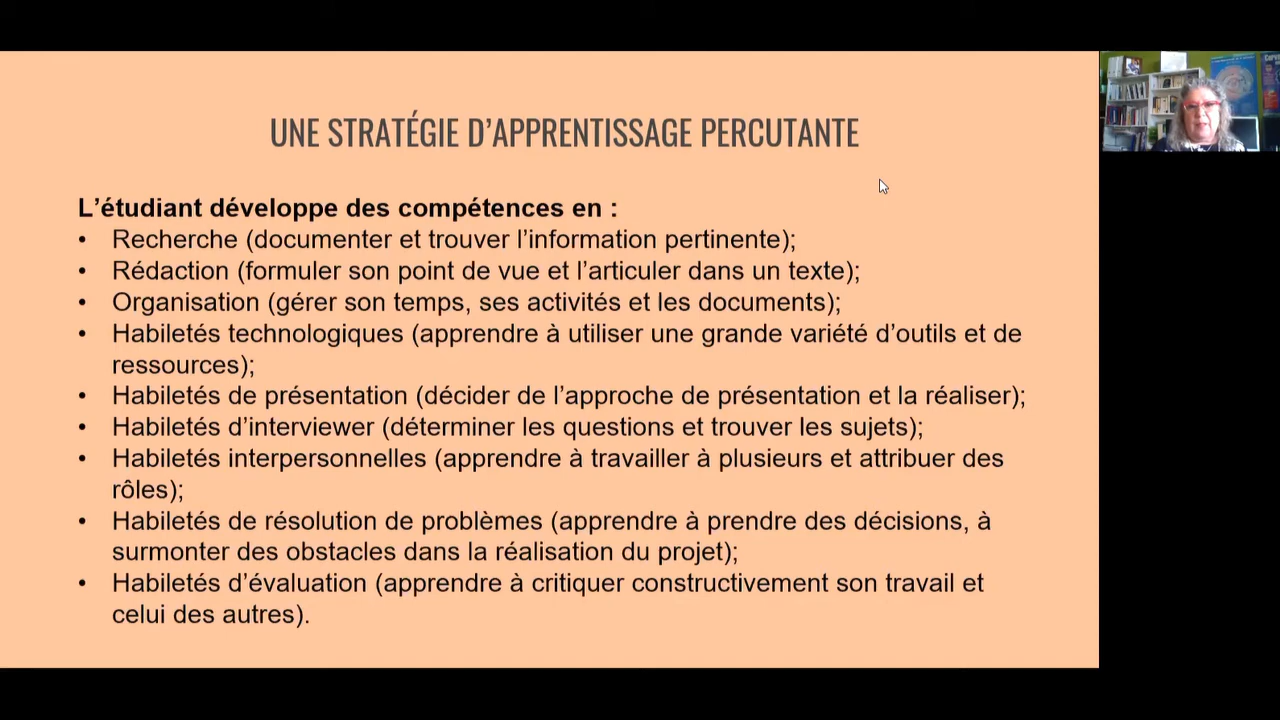 UNE STRATÉGIE D’APPRENTISSAGE PERCUTANTE
L’étudiant développe des compétences en :
• Recherche (documenter et trouver l’information pertinente);
• Rédaction (formuler son point de vue et l’articuler dans un texte);
• Organisation (gérer son temps, ses activités et les documents);
• Habiletés technologiques (apprendre à utiliser une grande variété d’outils et de
ressources);
• Habiletés de présentation (décider de l’approche de présentation et la réaliser);
• Habiletés d’interviewer (déterminer les questions et trouver les sujets);
• Habiletés interpersonnelles (apprendre à travailler à plusieurs et attribuer des
rôles);
• Habiletés de résolution de problèmes (apprendre à prendre des décisions, à
surmonter des obstacles dans la réalisation du projet);
• Habiletés d’évaluation (apprendre à critiquer constructivement son travail et
celui des autres).